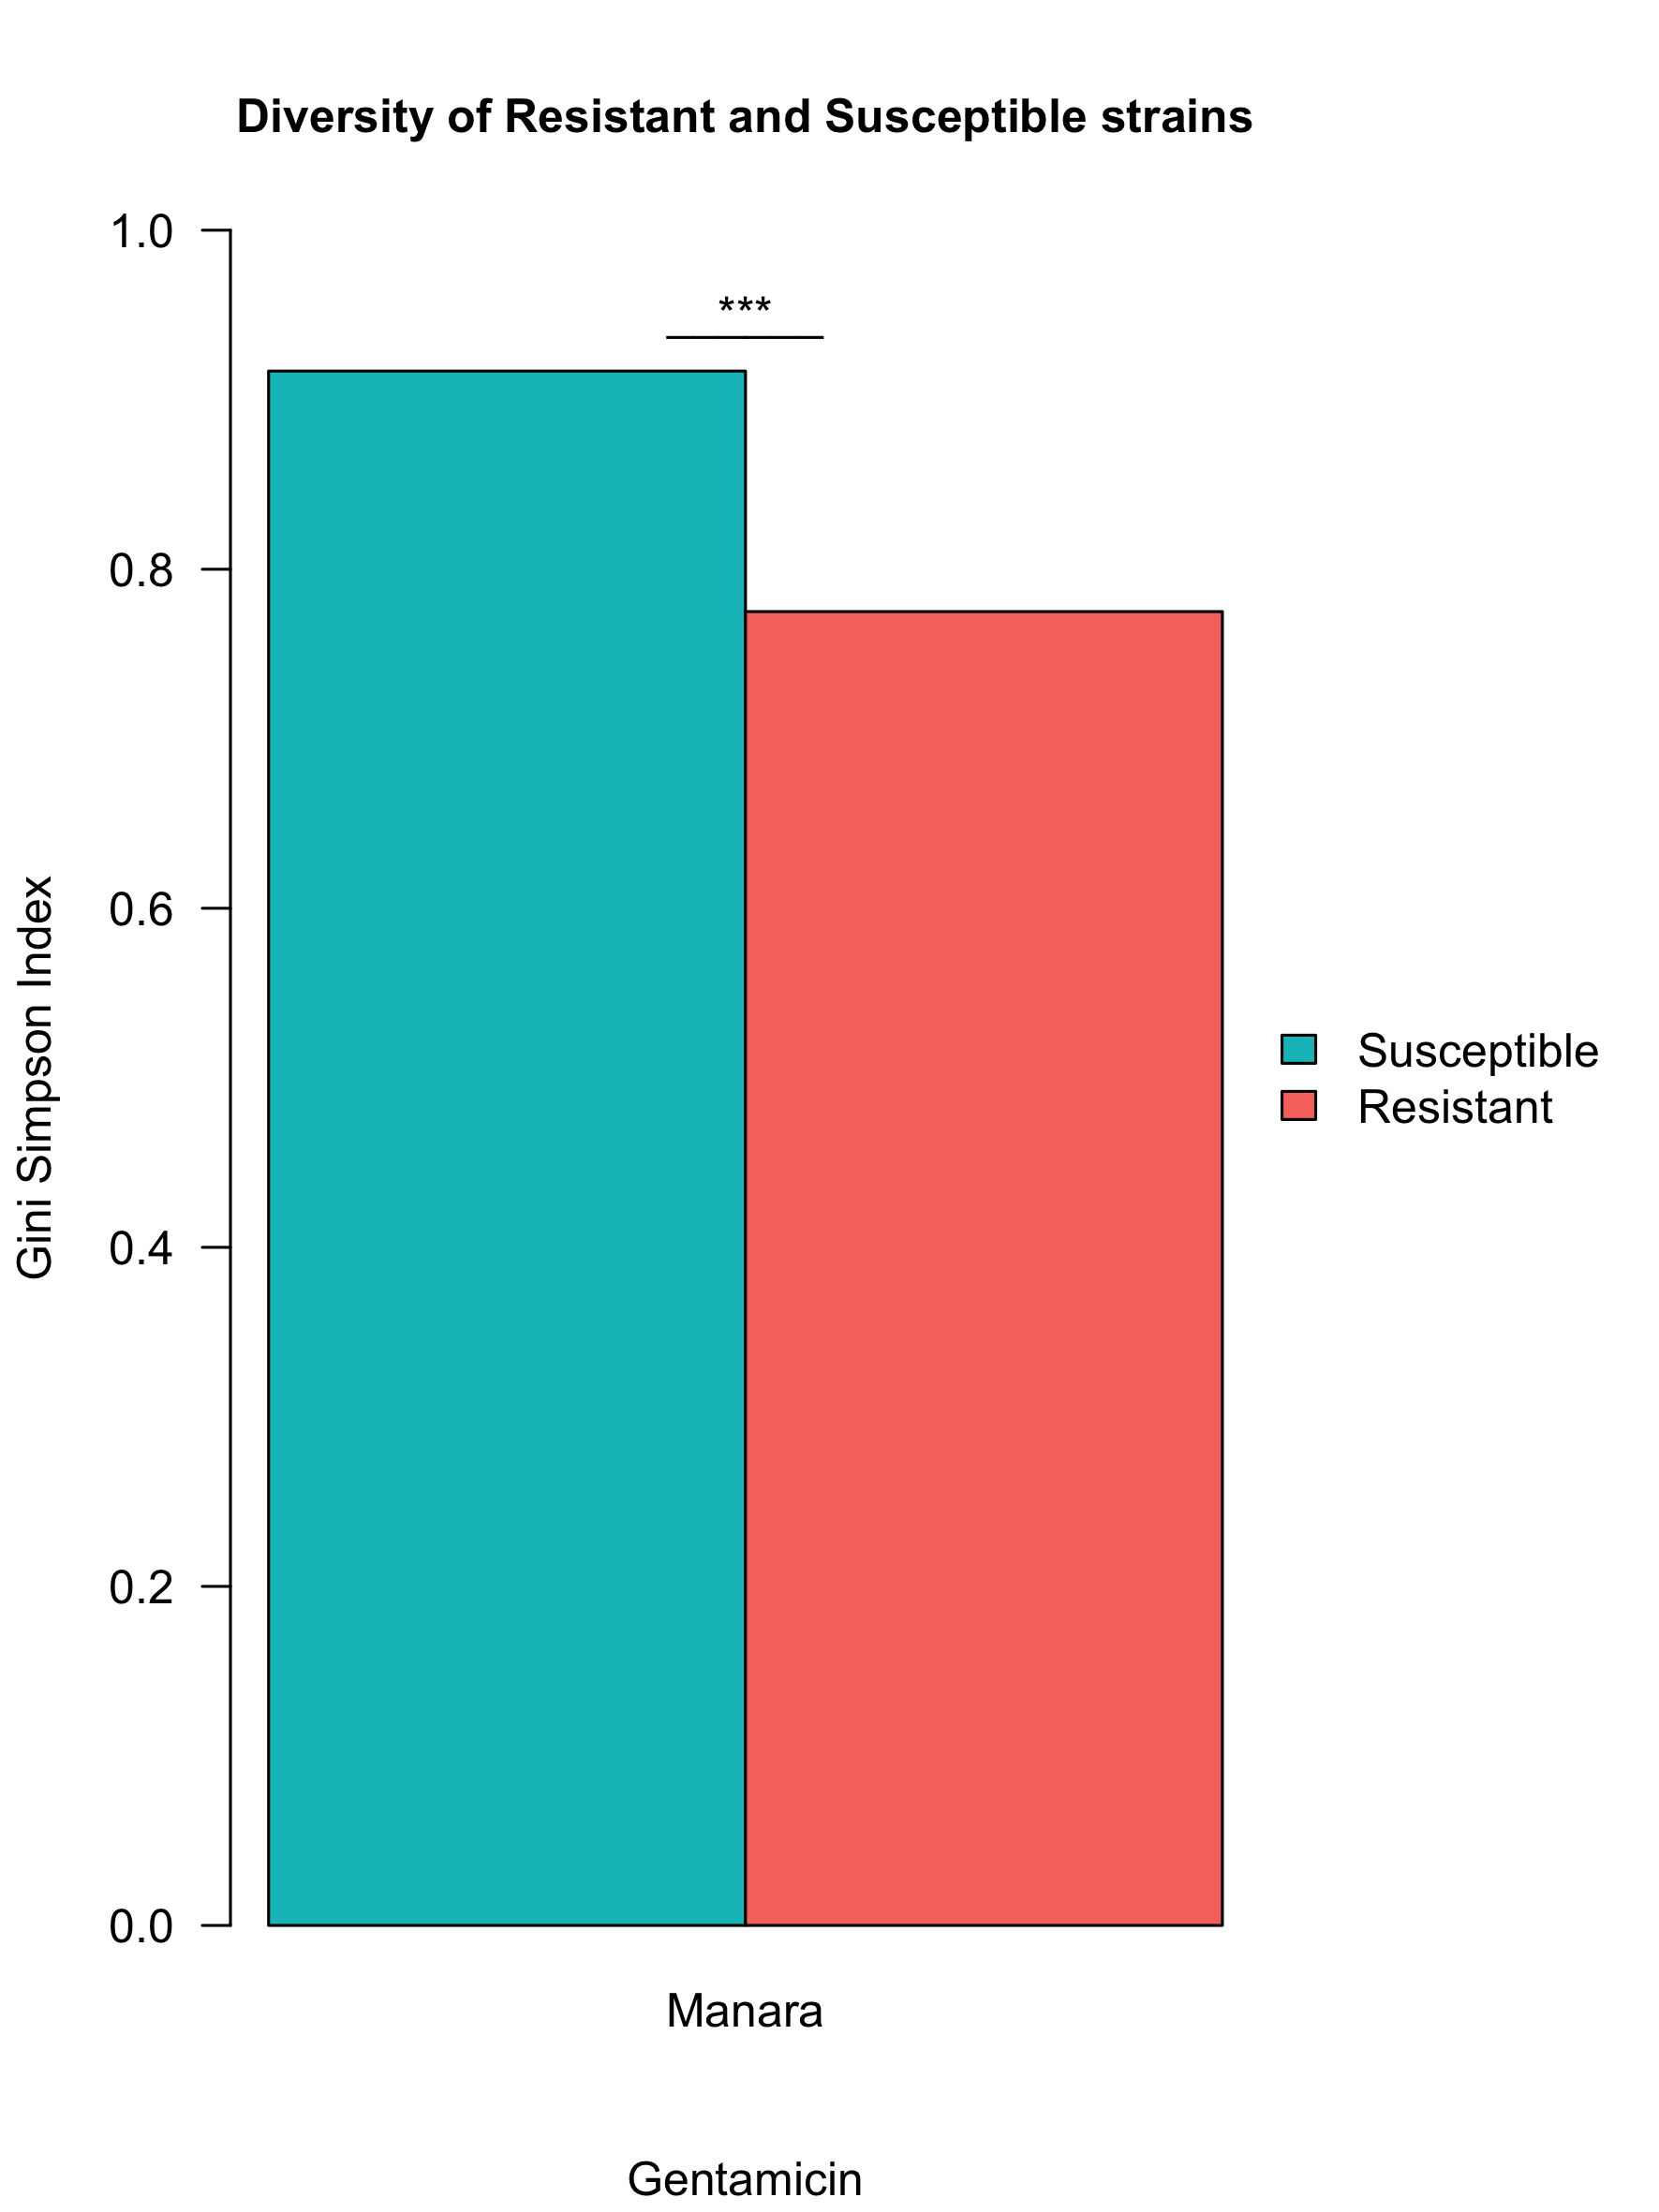 Diversity of Resistant and Susceptible strains
1.0
***
0.8
0.6
Gini Simpson Index
Susceptible
Resistant
0.4
0.2
0.0
Manara
Gentamicin